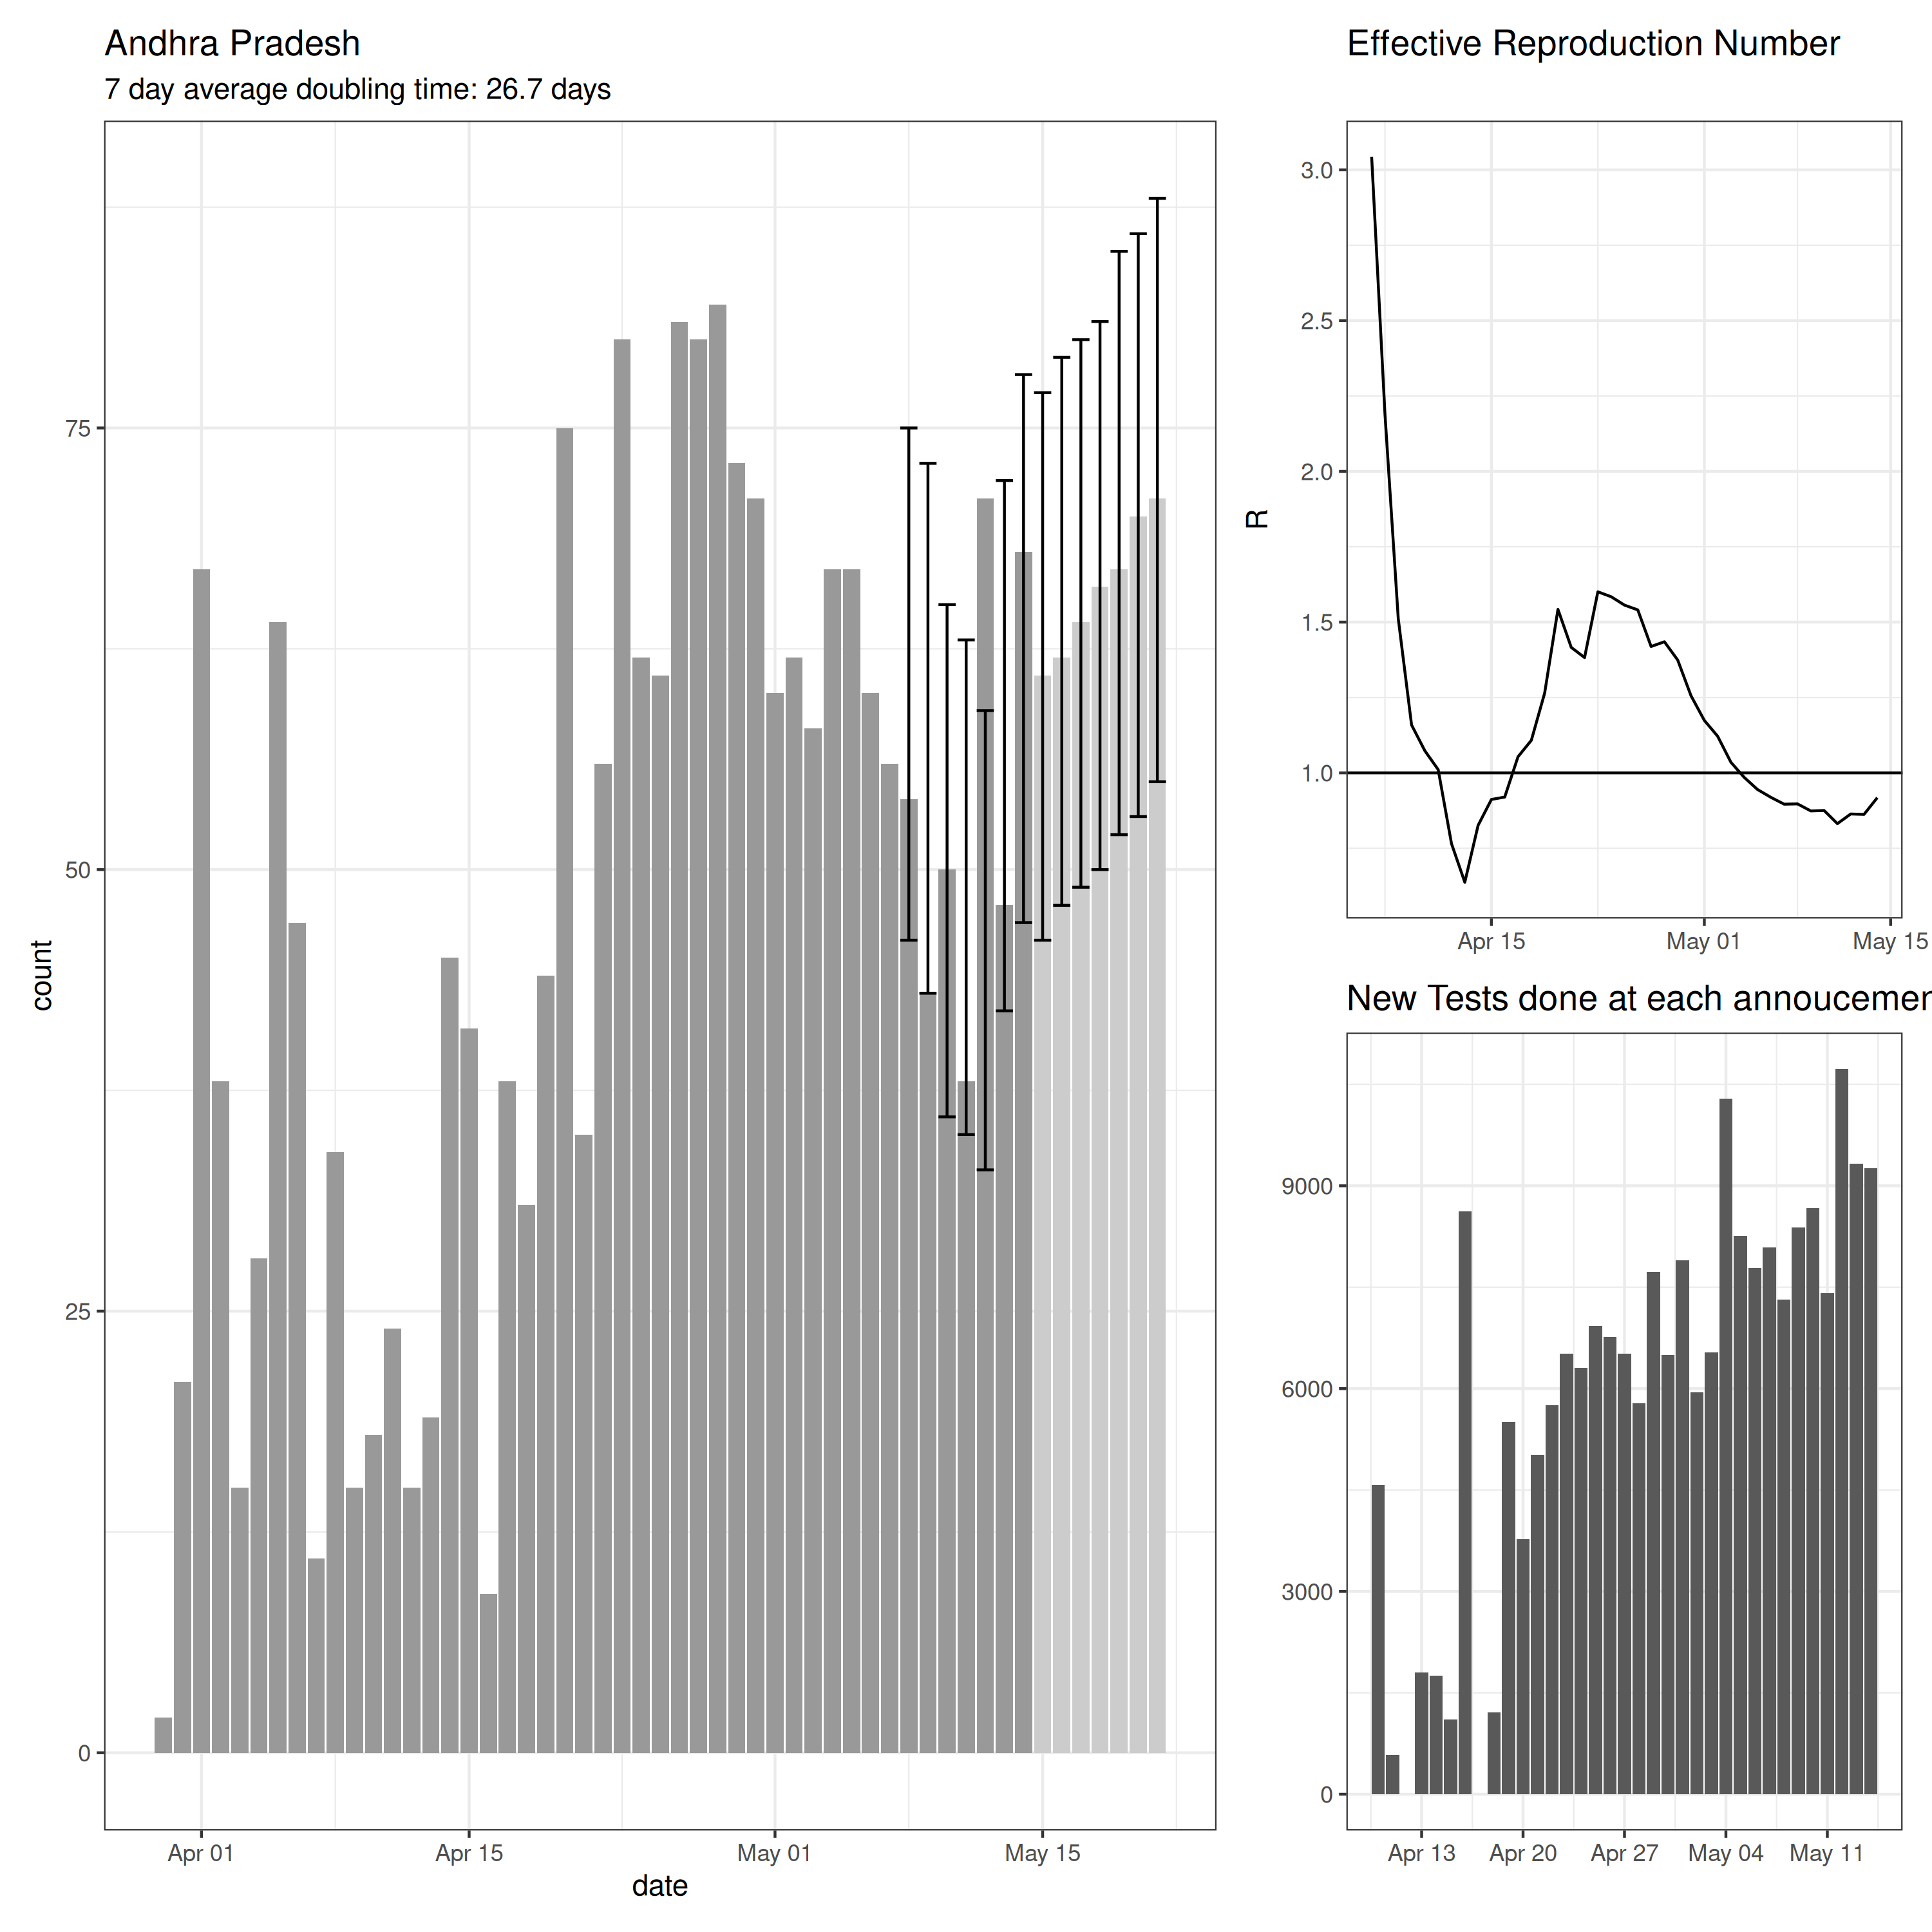 Andhra Pradesh
7 day average doubling time: 26.7 days
count
75
50
25
0
Apr 01
Apr 15
May 01
May 15
date
Effective Reproduction Number
R
3.0
2.5
2.0
1.5
1.0
Apr 15
May 01
May 15
New Tests done at each annoucemen
9000
6000
3000
0
Apr 13
Apr 20
Apr 27
May 04
May 11